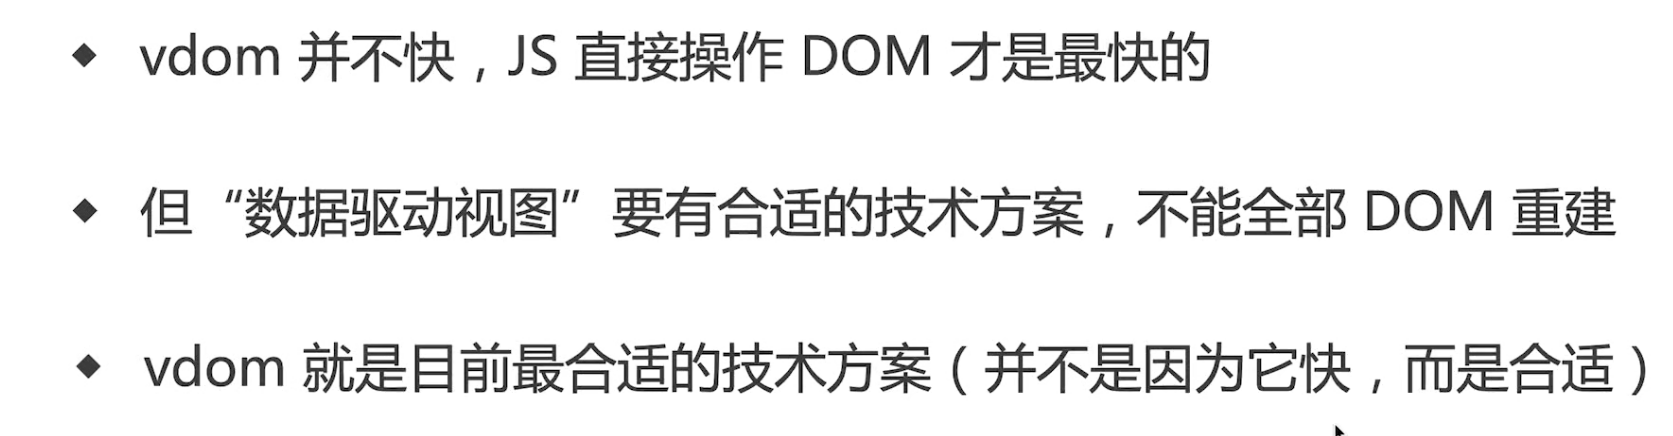 ◆ vdom 并不快，JS 直接操作 DOM 才是最快的
◆ 但“数据驱动视图”要有合适的技术方案，不能全部 DOM 重建
◆ vdom 就是目前最合适的技术方案（并不是因为它快，而是合适）